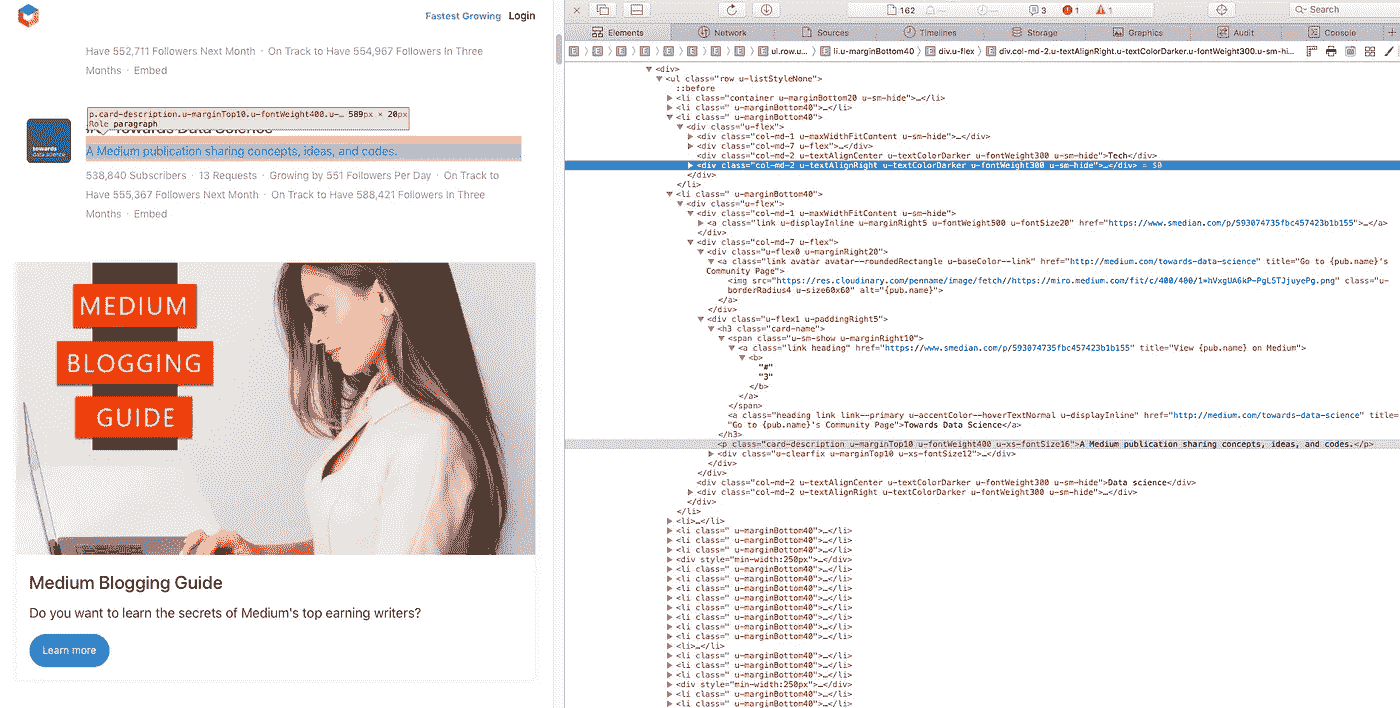 Fastest Growing Login
Have 552,711 Followers Next Month · On Track to Have 554,967 Followers In Three
Months · Embed
p.card-description.u-marginTop10.u-fontWeight400.u-… 589px × 20px
Role paragraph
Towards Data Science
towards
data science
A Medium publication sharing concepts, ideas, and codes.
538,840 Subscribers · 13 Requests · Growing by 551 Followers Per Day · On Track to
Have 555,367 Followers Next Month · On Track to Have 588,421 Followers In Three
Months · Embed
MEDIUM
BLOGGING
GUIDE
Medium Blogging Guide
Do you want to learn the secrets of Medium's top earning writers?
Learn more
162 3 1 1 Search
Elements Network Sources Timelines Storage Graphics Audit Console
ul.row.u… li.u-marginBottom40 div.u-flex div.col-md-2.u-textAlignRight.u-textColorDarker.u-fontWeight300.u-sm-hi…
<div>
<ul class="row u-listStyleNone">
::before
<li class="container u-marginBottom20 u-sm-hide">…</li>
<li class=" u-marginBottom40">…</li>
<li class=" u-marginBottom40">
<div class="u-flex">
<div class="col-md-1 u-maxWidthFitContent u-sm-hide">…</div>
<div class="col-md-7 u-flex">…</div>
<div class="col-md-2 u-textAlignCenter u-textColorDarker u-fontWeight300 u-sm-hide">Tech</div>
<div class="col-md-2 u-textAlignRight u-textColorDarker u-fontWeight300 u-sm-hide">…</div> = $0
</div>
</li>
<li class=" u-marginBottom40">
<div class="u-flex">
<div class="col-md-1 u-maxWidthFitContent u-sm-hide">
<a class="link u-displayInline u-marginRight5 u-fontWeight500 u-fontSize20" href="https://www.smedian.com/p/593074735fbc457423b1b155">…</a>
</div>
<div class="col-md-7 u-flex">
<div class="u-flex0 u-marginRight20">
<a class="link avatar avatar--roundedRectangle u-baseColor--link" href="http://medium.com/towards-data-science" title="Go to {pub.name}'s
Community Page">
<img src="https://res.cloudinary.com/penname/image/fetch//https://miro.medium.com/fit/c/400/400/1*hVxgUA6kP-PgL5TJjuyePg.png" class="u-
borderRadius4 u-size60x60" alt="{pub.name}">
</a>
</div>
<div class="u-flex1 u-paddingRight5">
<h3 class="card-name">
<span class="u-sm-show u-marginRight10">
<a class="link heading" href="https://www.smedian.com/p/593074735fbc457423b1b155" title="View {pub.name} on Medium">
<b>
"#"
"3"
</b>
</a>
</span>
<a class="heading link link--primary u-accentColor--hoverTextNormal u-displayInline" href="http://medium.com/towards-data-science" title=
"Go to {pub.name}'s Community Page">Towards Data Science</a>
</h3>
<p class="card-description u-marginTop10 u-fontWeight400 u-xs-fontSize16">A Medium publication sharing concepts, ideas, and codes.</p>
<div class="u-clearfix u-marginTop10 u-xs-fontSize12">…</div>
</div>
</div>
<div class="col-md-2 u-textAlignCenter u-textColorDarker u-fontWeight300 u-sm-hide">Data science</div>
<div class="col-md-2 u-textAlignRight u-textColorDarker u-fontWeight300 u-sm-hide">…</div>
</div>
</li>
<li>…</li>
<li class=" u-marginBottom40">…</li>
<li class=" u-marginBottom40">…</li>
<li class=" u-marginBottom40">…</li>
<div style="min-width:250px">…</div>
<li class=" u-marginBottom40">…</li>
<li class=" u-marginBottom40">…</li>
<li class=" u-marginBottom40">…</li>
<li class=" u-marginBottom40">…</li>
<li class=" u-marginBottom40">…</li>
<li class=" u-marginBottom40">…</li>
<li class=" u-marginBottom40">…</li>
<li class=" u-marginBottom40">…</li>
<li>…</li>
<li class=" u-marginBottom40">…</li>
<li class=" u-marginBottom40">…</li>
<li class=" u-marginBottom40">…</li>
<div style="min-width:250px">…</div>
<li class=" u-marginBottom40">…</li>
<li class=" u-marginBottom40">…</li>